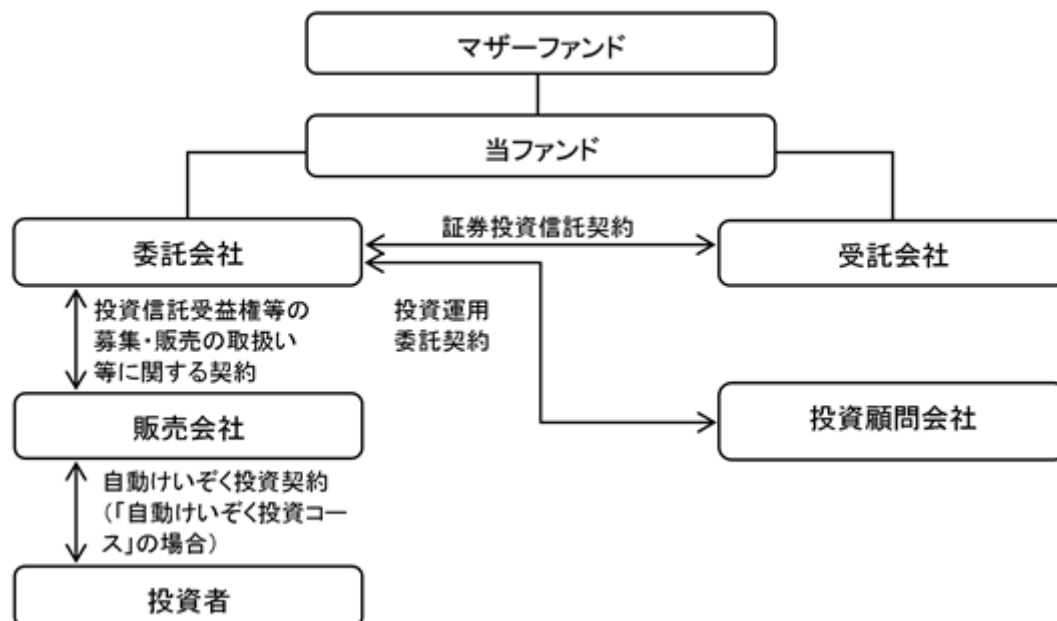 マザーファンド
当ファンド
委託会社
証券投資信託契約
受託会社
投資信託受益権等の
募集・販売の取扱い
等に関する契約
投資運用
委託契約
販売会社
投資顧問会社
自動けいぞく投資契約
(「自動けいぞく投資コー
ス」の場合)
投資者